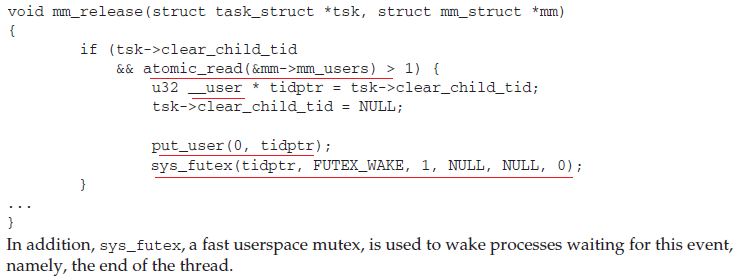 void mm_release(struct task_struct *tsk, struct mm_struct *mm)
{
        if (tsk->clear_child_tid
            && atomic_read(&mm->mm_users) > 1) {
                u32 __user * tidptr = tsk->clear_child_tid;
                tsk->clear_child_tid = NULL;

                put_user(0, tidptr);
                sys_futex(tidptr, FUTEX_WAKE, 1, NULL, NULL, 0);
        }
...
}
In addition, sys_futex, a fast userspace mutex, is used to wake processes waiting for this event,
namely, the end of the thread.